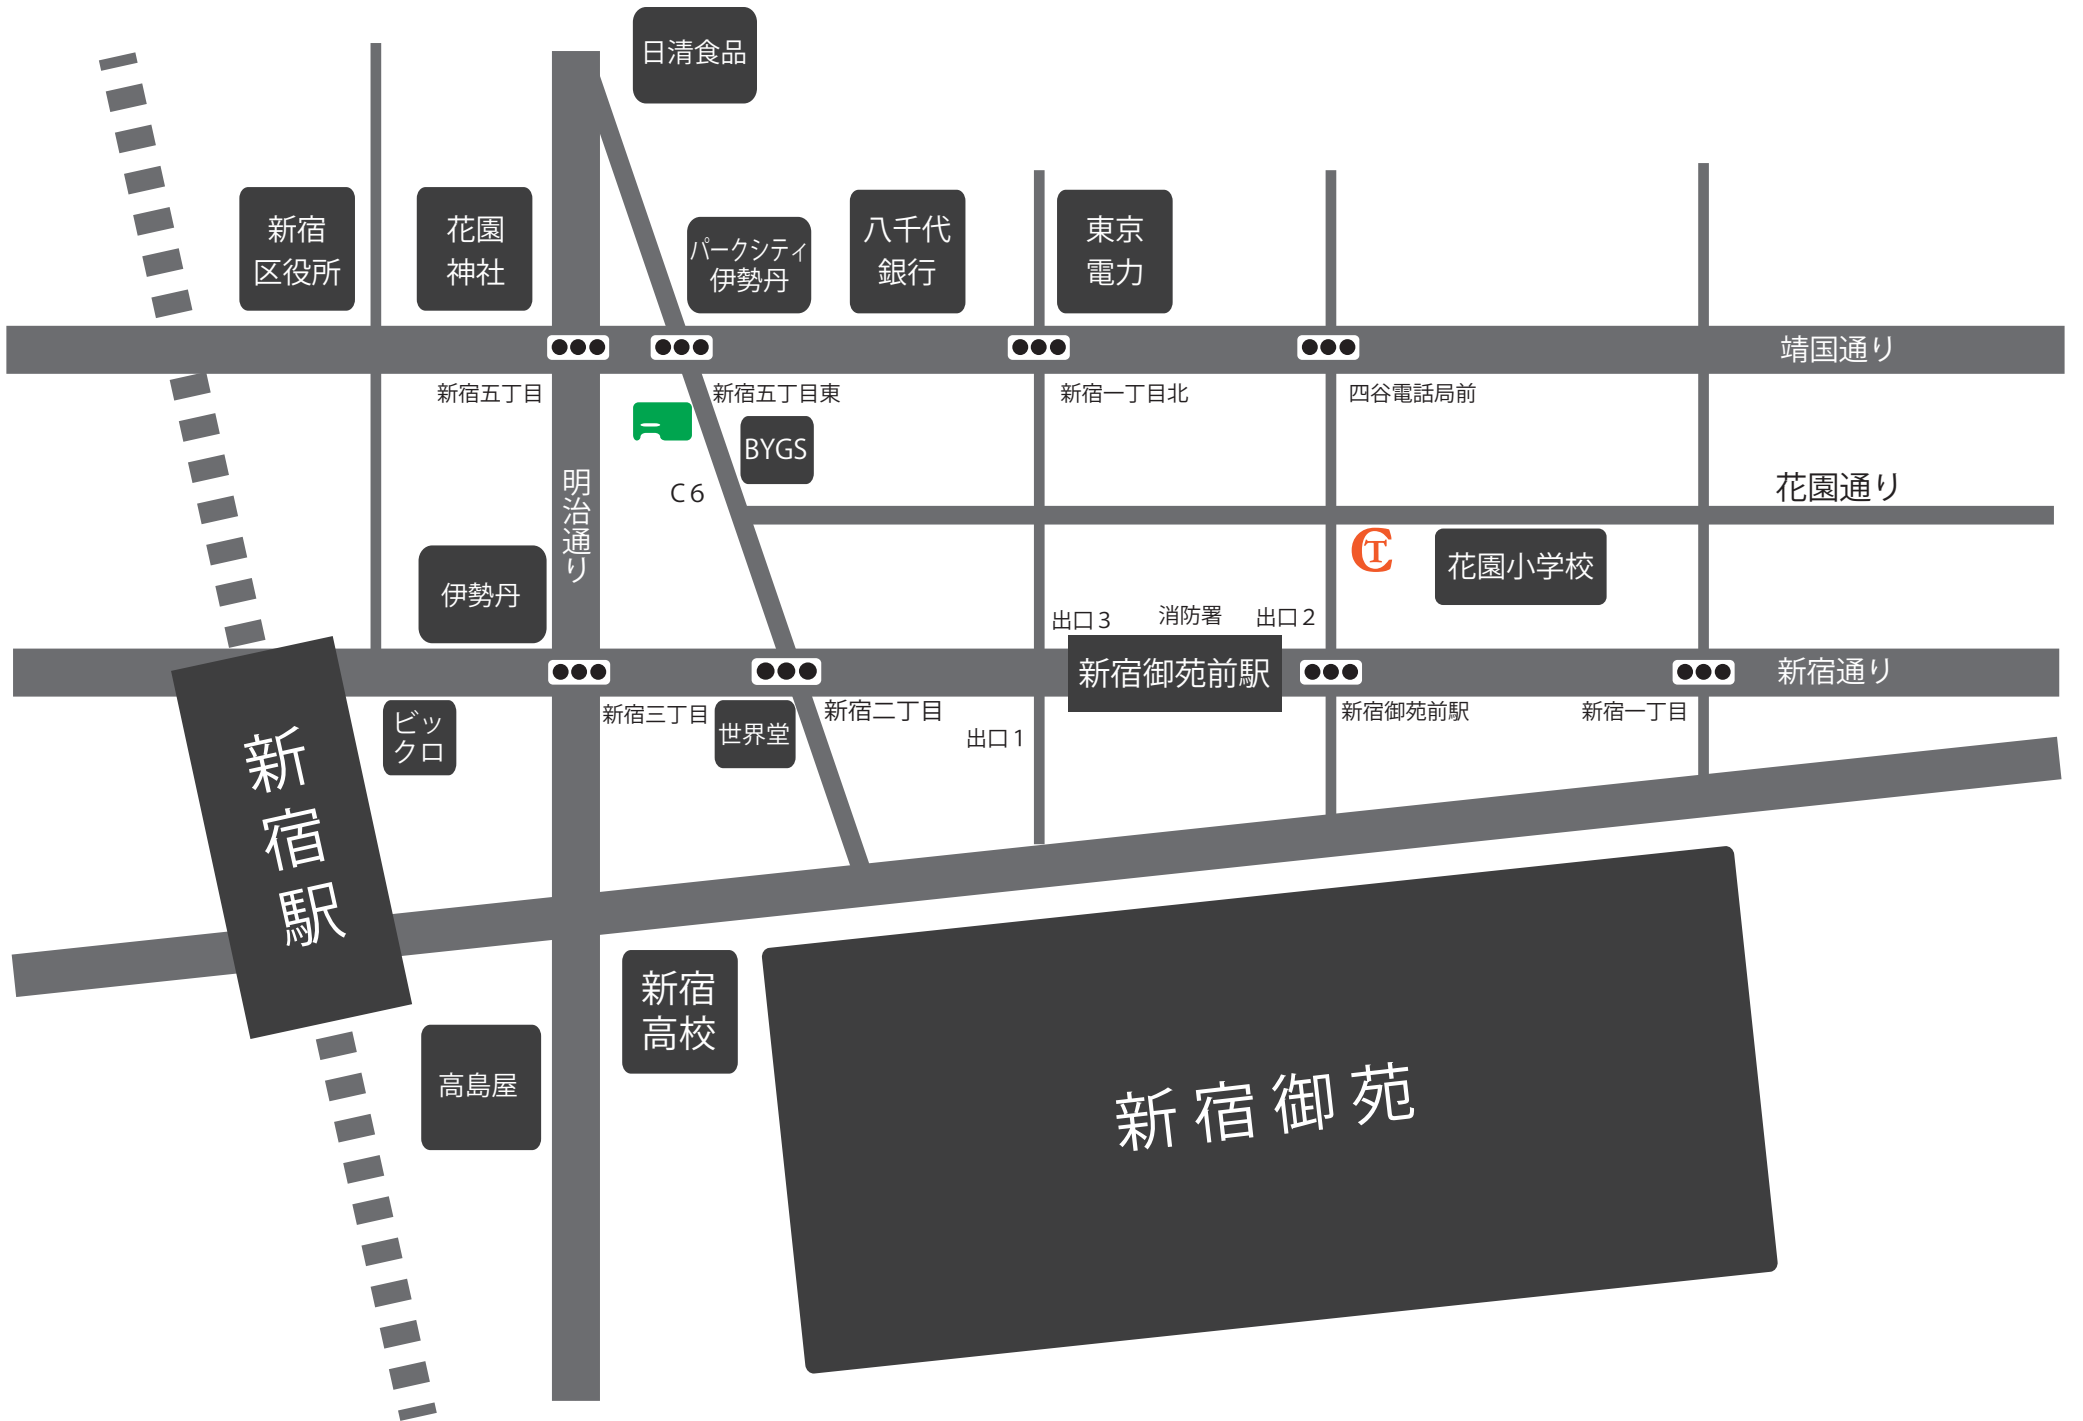 日清食品
新宿
区役所
花園
神社
パークシティ
伊勢丹
八千代
銀行
東京
電力
靖国通り
新宿五丁目
新宿五丁目東
新宿一丁目北
四谷電話局前
BYGS
C6
明治通り
花園通り
CT
花園小学校
伊勢丹
出口3
消防署
出口2
新宿御苑前駅
新宿通り
ビッ
クロ
新宿三丁目
世界堂
新宿二丁目
出口1
新宿御苑前駅
新宿一丁目
新宿駅
新宿
高校
高島屋
新宿御苑